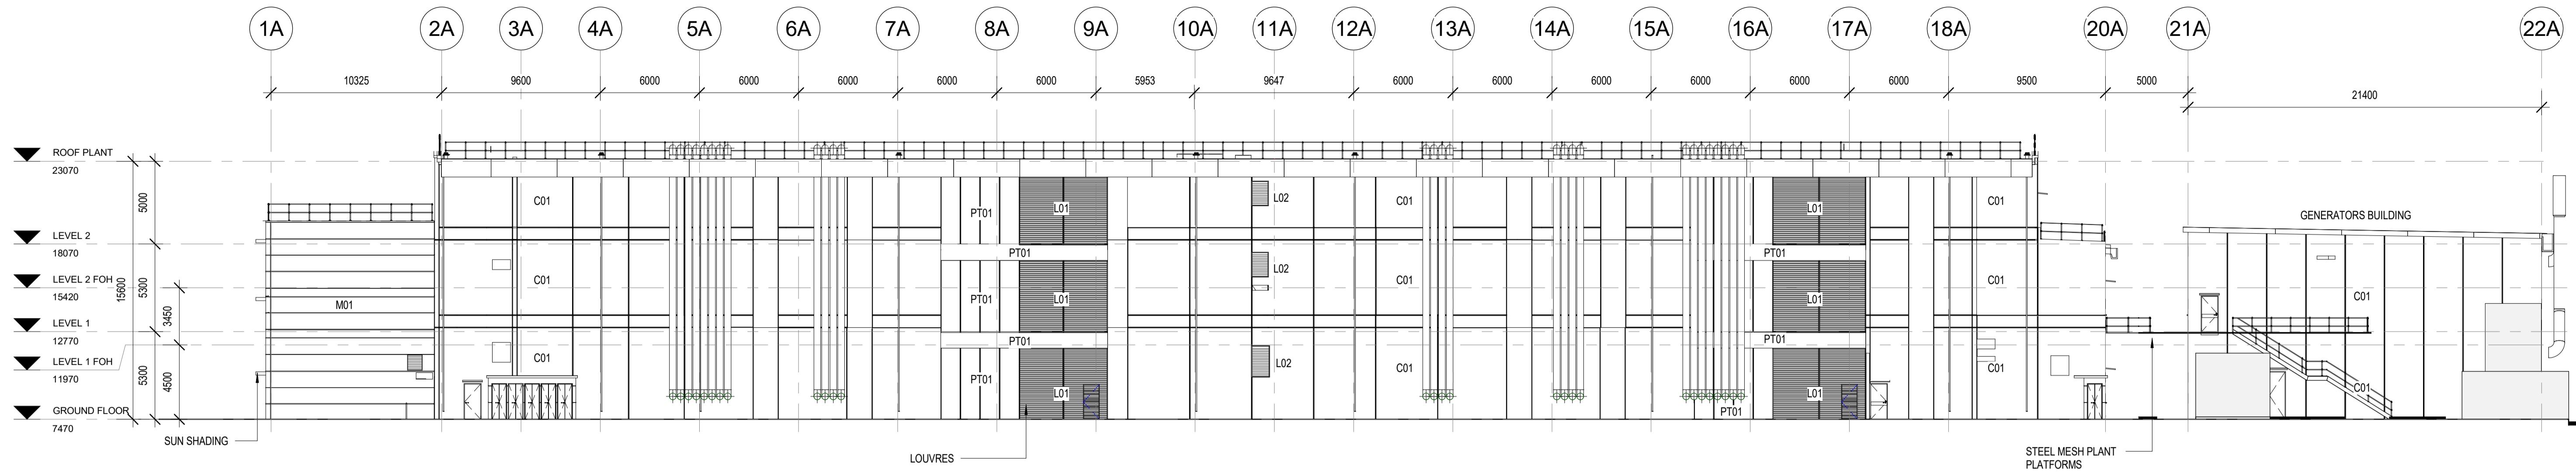 1A 2A 3A 4A 5A 6A 7A 8A 9A 10A 11A 12A 13A 14A 15A 16A 17A 18A 20A 21A 22A
10325 9600 6000 6000 6000 6000 6000 5953 9647 6000 6000 6000 6000 6000 6000 9500 5000
21400
ROOF PLANT
23070
5000
C01 L02 C01 C01
PT01 L01 L01
GENERATORS BUILDING
LEVEL 2
18070
PT01 PT01
L02
LEVEL 2 FOH
15420
15600 5300 3450
M01 C01 PT01 L01 C01 L01 C01 C01
LEVEL 1
12770
PT01 PT01
LEVEL 1 FOH
11970
5300 4500
C01 PT01 L02 C01 C01
L01 L01 C01
GROUND FLOOR
7470
PT01
SUN SHADING
LOUVRES
STEEL MESH PLANT
PLATFORMS